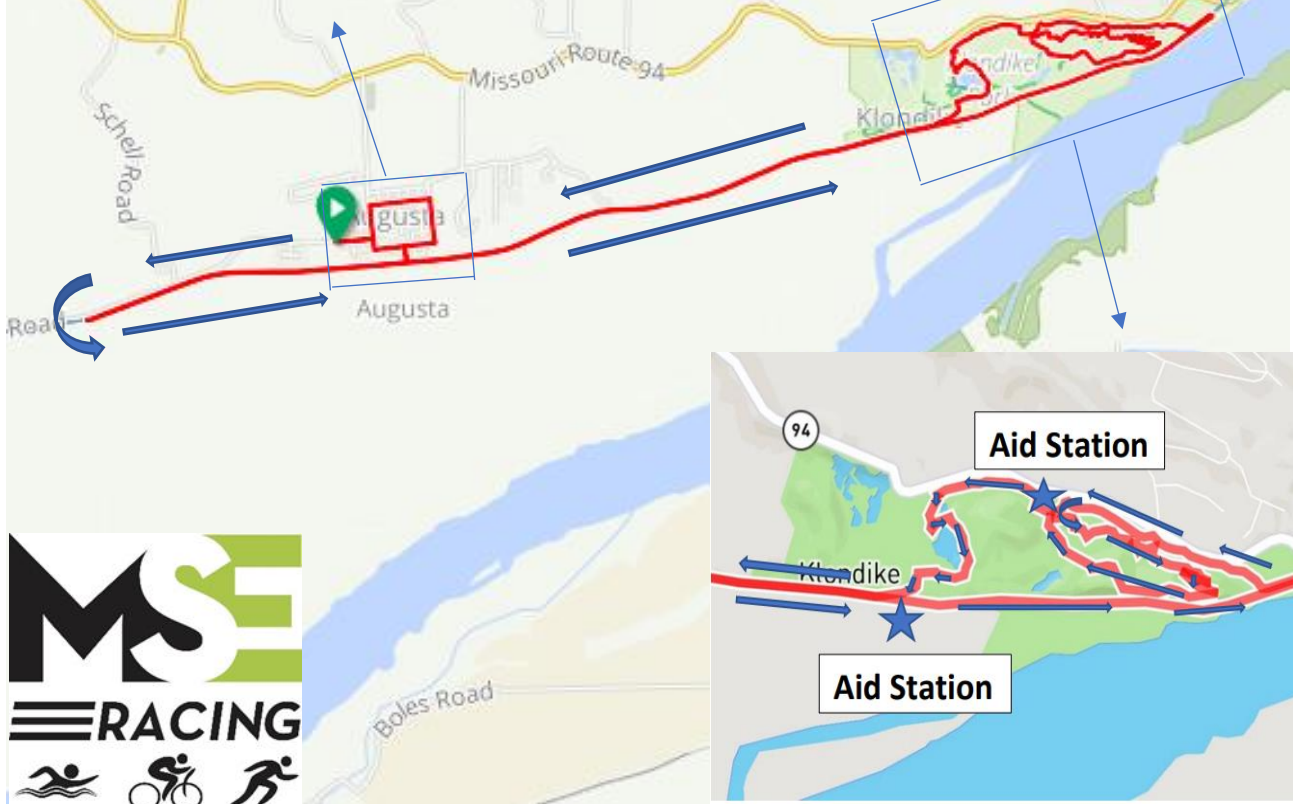 Missouri Route 94
Schell Road
Klondike
Park
Augusta
Road
Augusta
94
Aid Station
Klondike
Aid Station
Boles Road
MSE
RACING